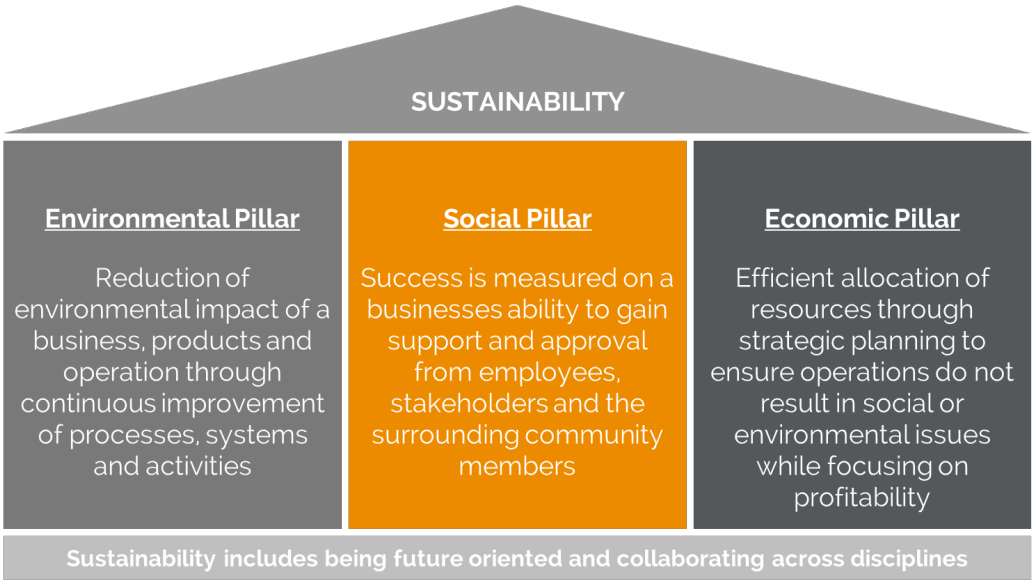 SUSTAINABILITY
Environmental Pillar
Reduction of
environmental impact of a
business, products and
operation through
continuous improvement
of processes, systems
and activities
Social Pillar
Success is measured on a
businesses ability to gain
support and approval
from employees,
stakeholders and the
surrounding community
members
Economic Pillar
Efficient allocation of
resources through
strategic planning to
ensure operations do not
result in social or
environmental issues
while focusing on
profitability
Sustainability includes being future oriented and collaborating across disciplines